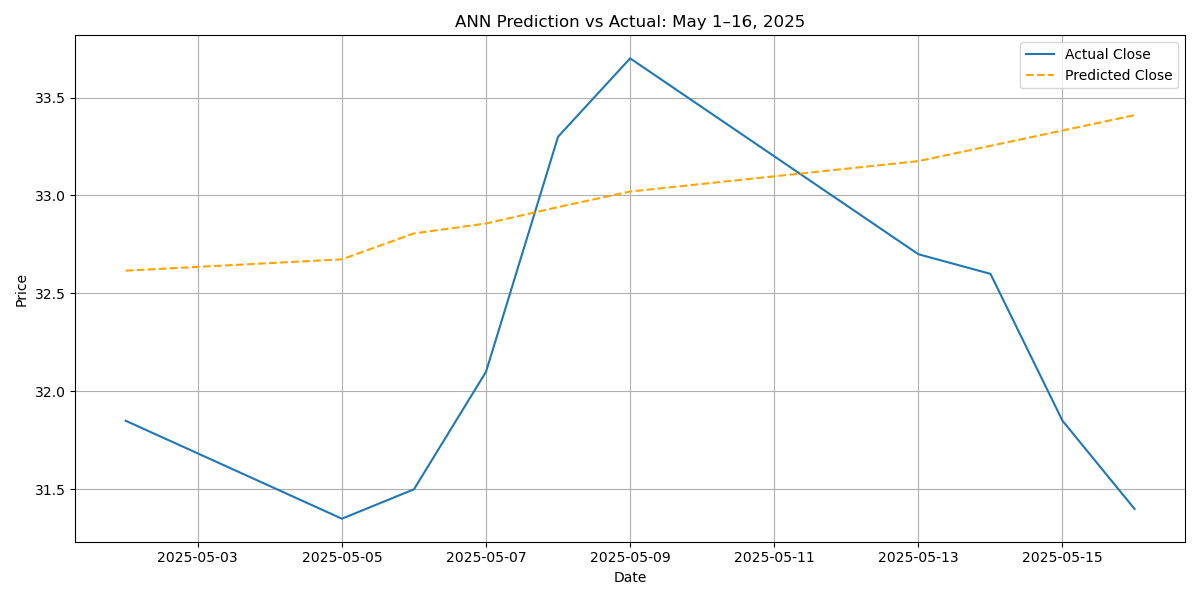 ANN Prediction vs Actual: May 1–16, 2025
Actual Close
Predicted Close
33.5
33.0
32.5
32.0
31.5
Price
2025-05-03
2025-05-05
2025-05-07
2025-05-09
2025-05-11
2025-05-13
2025-05-15
Date